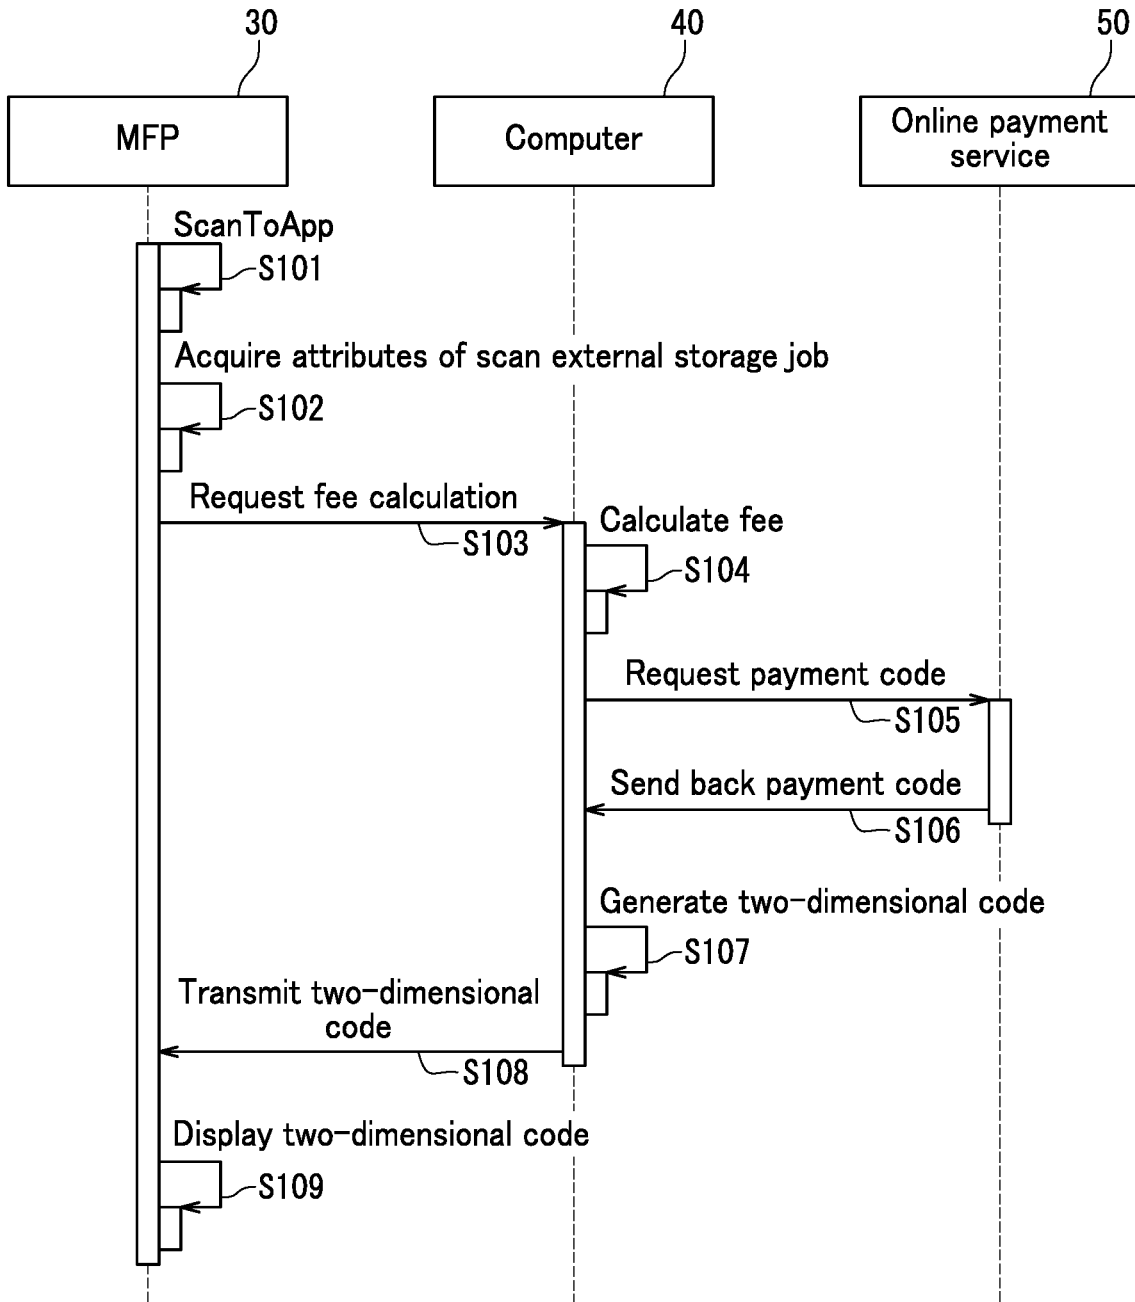 30
40
50
MFP
Computer
Online payment
service
ScanToApp
S101
Acquire attributes of scan external storage job
S102
Request fee calculation
S103
Calculate fee
S104
Request payment code
S105
Send back payment code
S106
Generate two-dimensional code
S107
Transmit two-dimensional
code
S108
Display two-dimensional code
S109